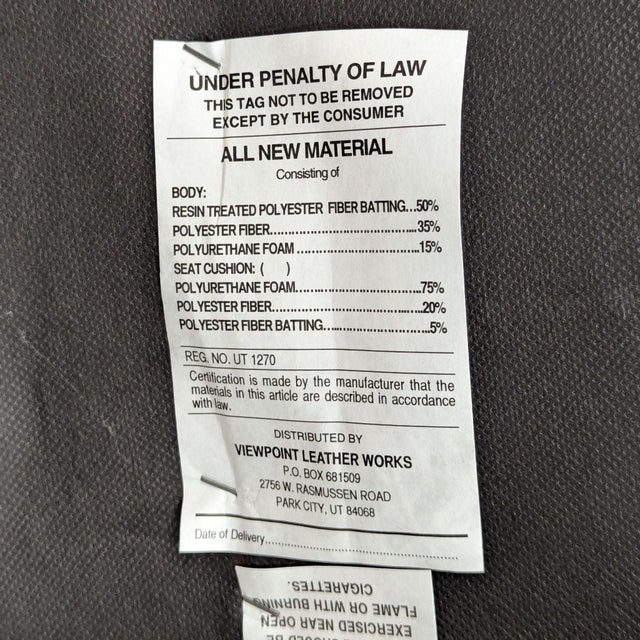 UNDER PENALTY OF LAW
THIS TAG NOT TO BE REMOVED
EXCEPT BY THE CONSUMER
ALL NEW MATERIAL
Consisting of
BODY:
RESIN TREATED POLYESTER FIBER BATTING...50%
POLYESTER FIBER..........................................35%
POLYURETHANE FOAM ...................................15%
SEAT CUSHION: ( )
POLYURETHANE FOAM....................................75%
POLYESTER FIBER..........................................20%
POLYESTER FIBER BATTING.............................5%
REG. NO. UT 1270
Certification is made by the manufacturer that the
materials in this article are described in accordance
with law.
DISTRIBUTED BY
VIEWPOINT LEATHER WORKS
P.O. BOX 681509
2756 W. RASMUSSEN ROAD
PARK CITY, UT 84068
Date of Delivery..........................................................
EXERCISED NEAR OPEN
FLAME OR WITH BURNING
CIGARETTES.